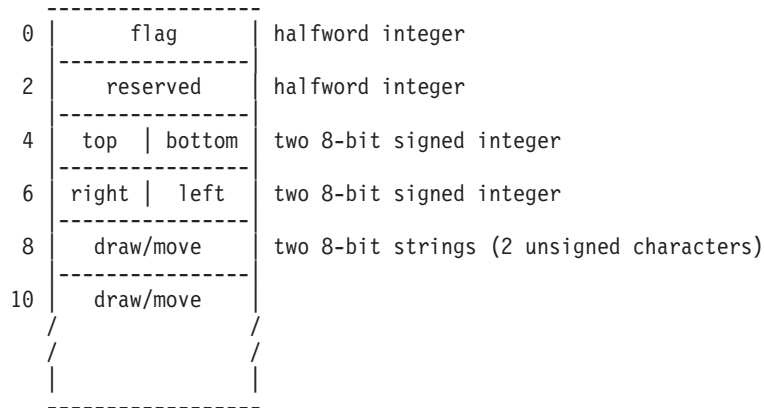 0 flag halfword integer
2 reserved halfword integer
4 top | bottom two 8-bit signed integer
6 right | left two 8-bit signed integer
8 draw/move two 8-bit strings (2 unsigned characters)
10 draw/move